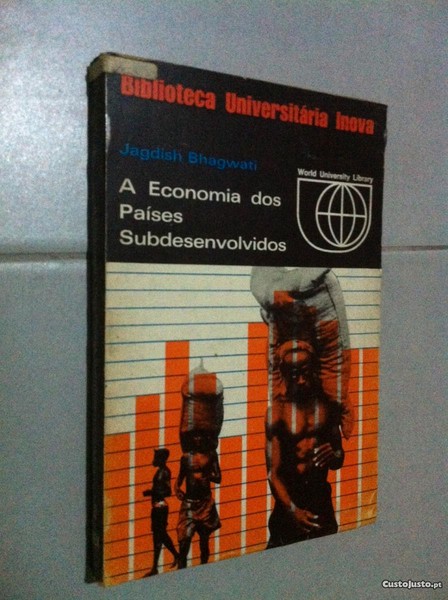 Biblioteca Universitária Inova
Jagdish Bhagwati
World University Library
A Economia dos
Países
Subdesenvolvidos
CustoJusto.pt